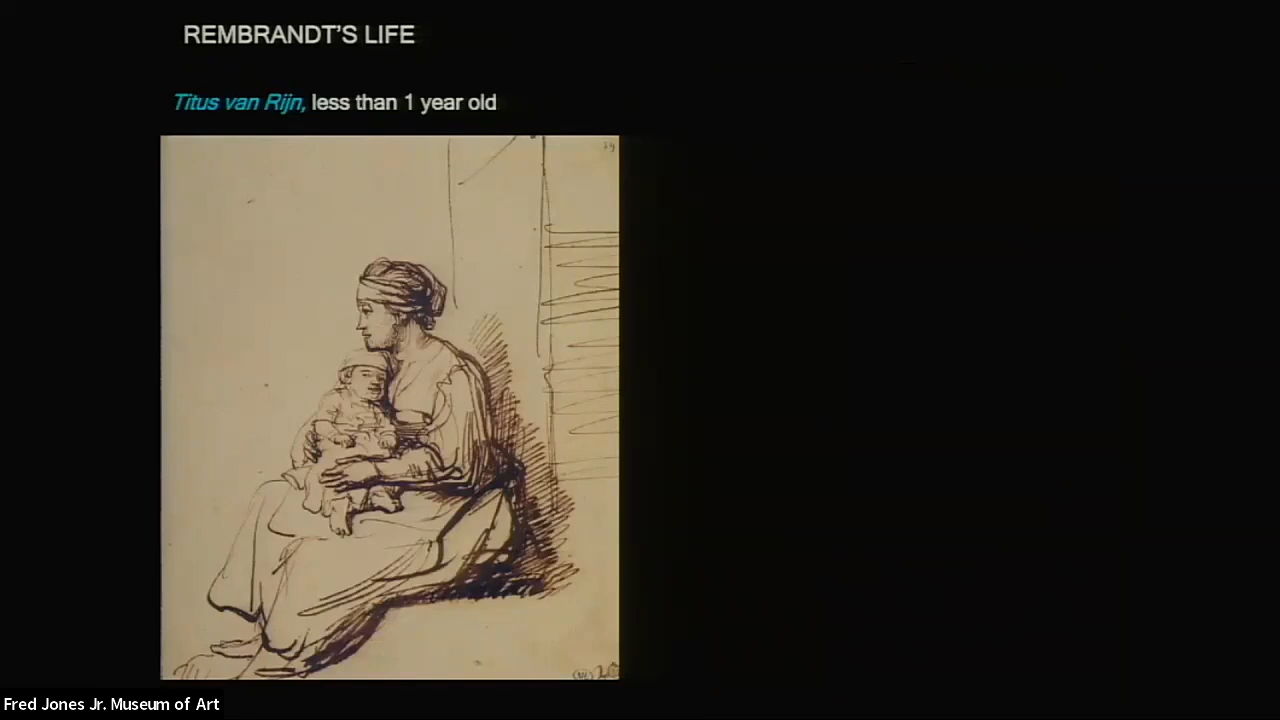 REMBRANDT'S LIFE
Titus van Rijn, less than 1 year old
Fred Jones Jr. Museum of Art